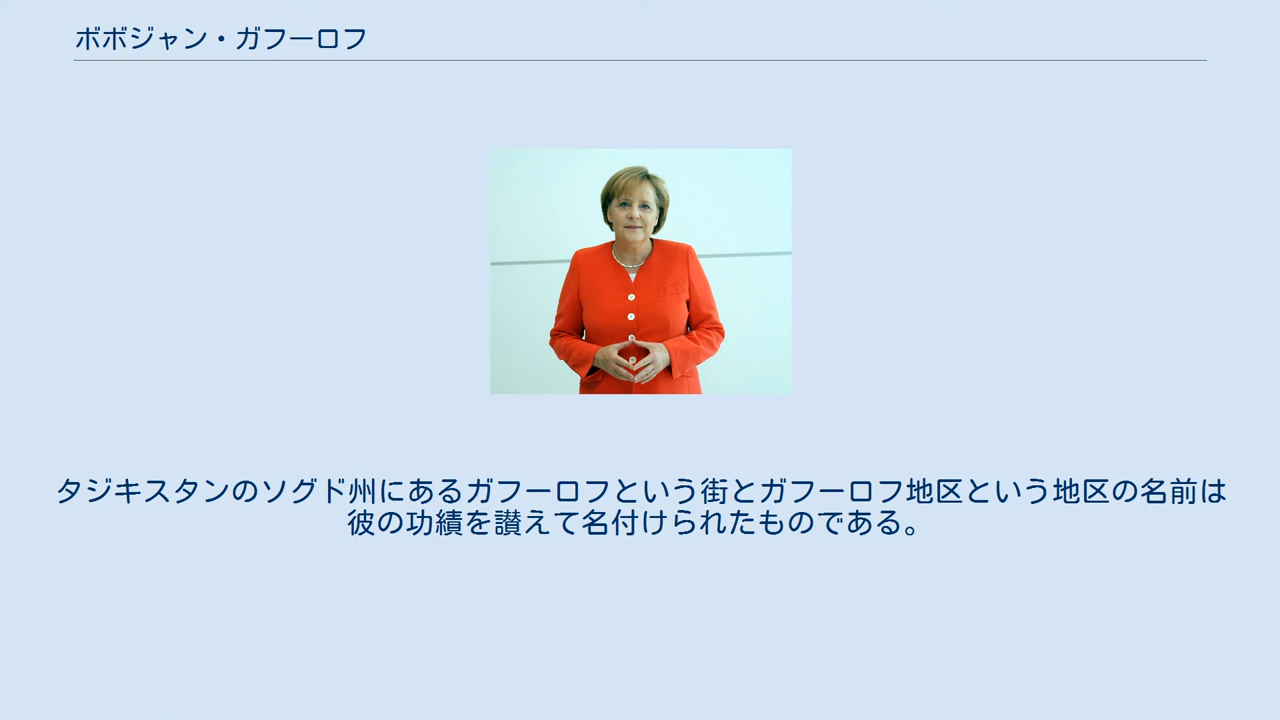 ボボジャン・ガフーロフ
タジキスタンのソグド州にあるガフーロフという街とガフーロフ地区という地区の名前は
彼の功績を讃えて名付けられたものである。